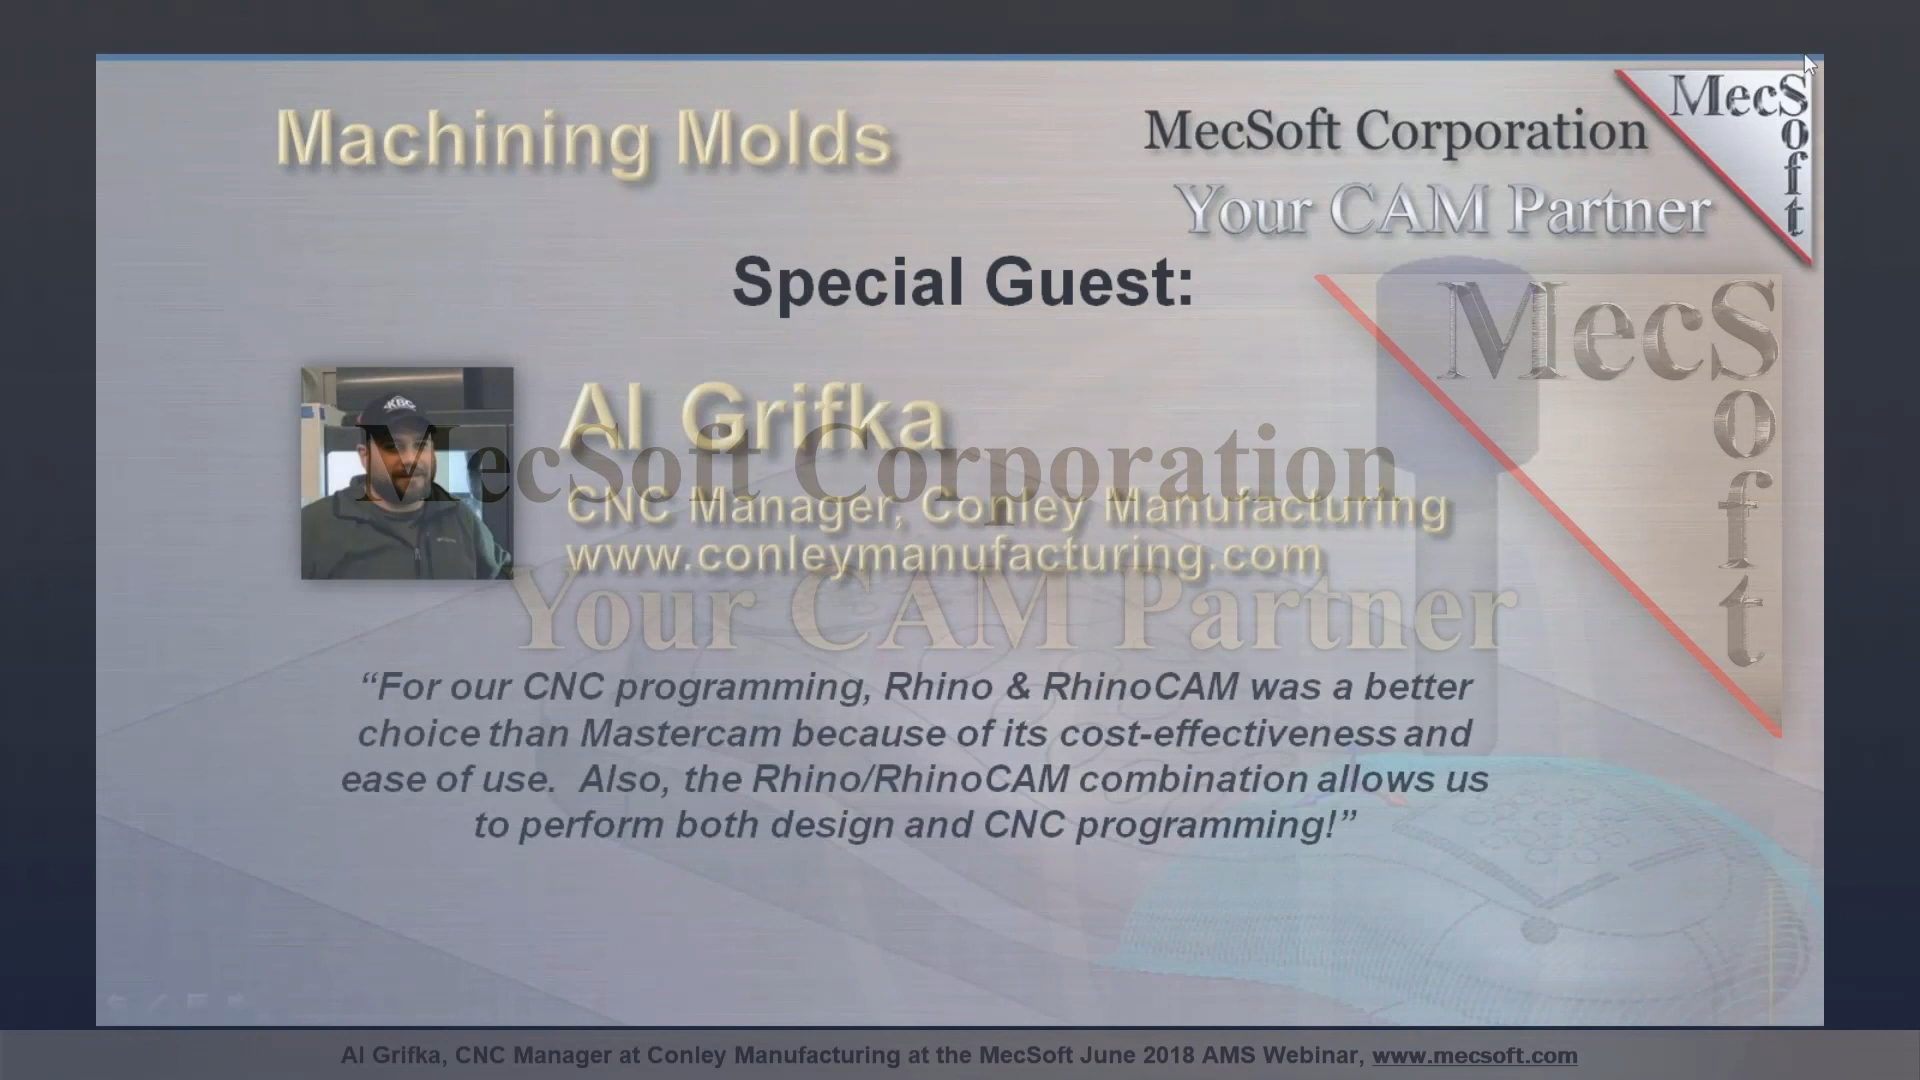 Machining Molds
MecSoft Corporation
Your CAM Partner
MecSoft
Special Guest:
MecSoft
KBC
Al Grifka
MecSoft Corporation
CNC Manager, Conley Manufacturing
www.conleymanufacturing.com
Your CAM Partner
“For our CNC programming, Rhino & RhinoCAM was a better
choice than Mastercam because of its cost-effectiveness and
ease of use. Also, the Rhino/RhinoCAM combination allows us
to perform both design and CNC programming!”
Al Grifka, CNC Manager at Conley Manufacturing at the MecSoft June 2018 AMS Webinar, www.mecsoft.com